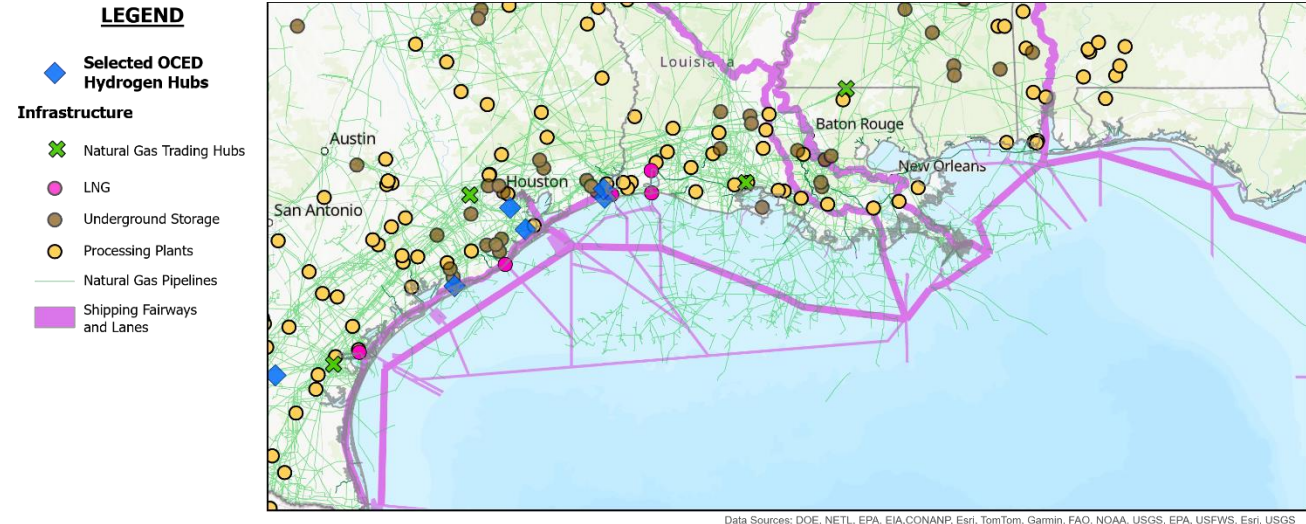 LEGEND
Selected OCED
Hydrogen Hubs
Infrastructure
Natural Gas Trading Hubs
LNG
Underground Storage
Processing Plants
Natural Gas Pipelines
Shipping Fairways
and Lanes
Louisiana
Austin
Baton Rouge
New Orleans
Houston
San Antonio
Data Sources: DOE, NETL, EPA, EIA,CONANP, Esri, TomTom, Garmin, FAO, NOAA, USGS, EPA, USFWS, Esri, USGS